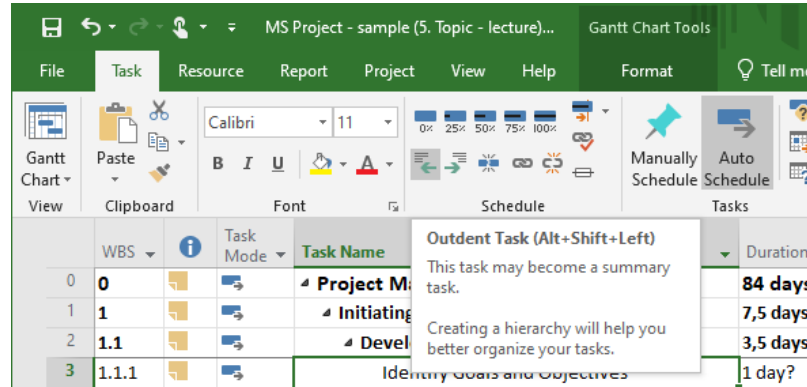 MS Project - sample (5. Topic - lecture)... Gantt Chart Tools
File Task Resource Report Project View Help Format Tell me
Calibri 11 0% 25% 50% 75% 100%
Gantt Chart Paste B I U A Manually Schedule Auto Schedule
View Clipboard Font Schedule Tasks
WBS Task Mode Task Name Duration
Outdent Task (Alt+Shift+Left)
This task may become a summary
task.
Creating a hierarchy will help you
better organize your tasks.
0 0 Project M 84 days
1 1 Initiating 7,5 days
2 1.1 Devel 3,5 days
3 1.1.1 Identify Goals and Objectives 1 day?